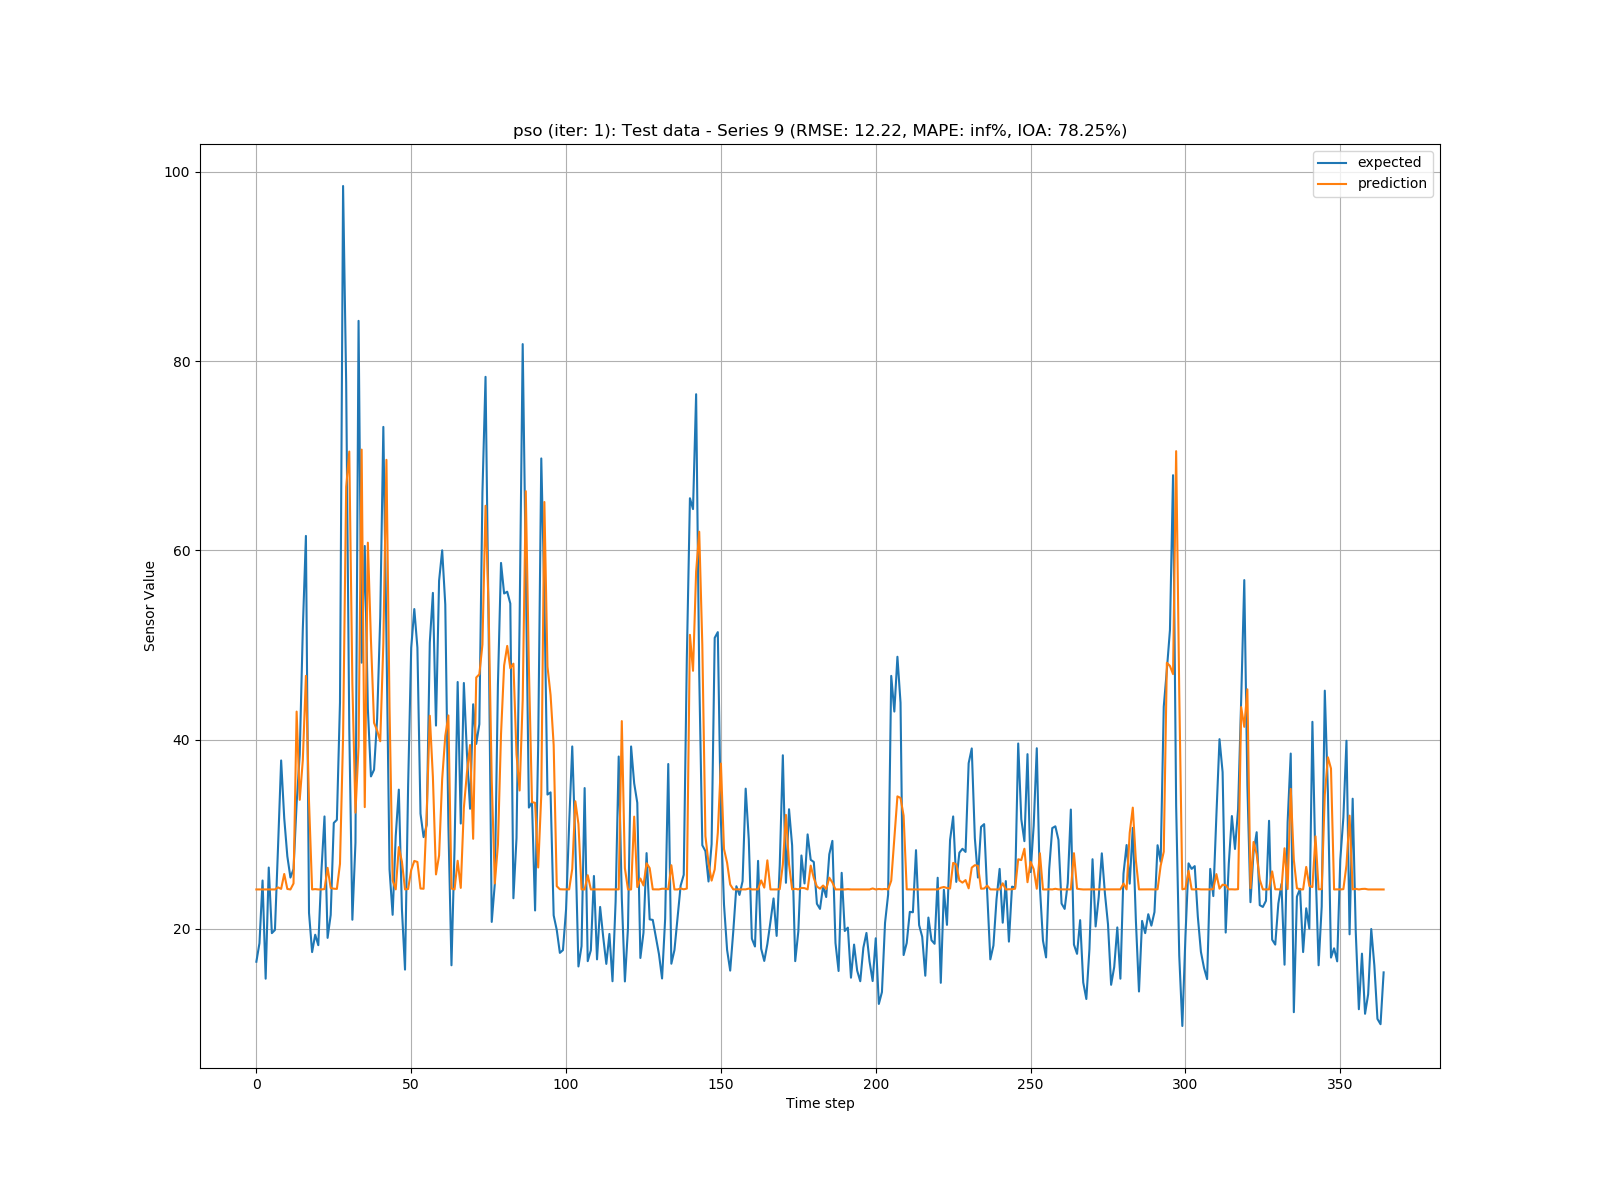 pso (iter: 1): Test data - Series 9 (RMSE: 12.22, MAPE: inf%, IOA: 78.25%)
expected
prediction
100
80
60
40
20
Sensor Value
0 50 100 150 200 250 300 350
Time step